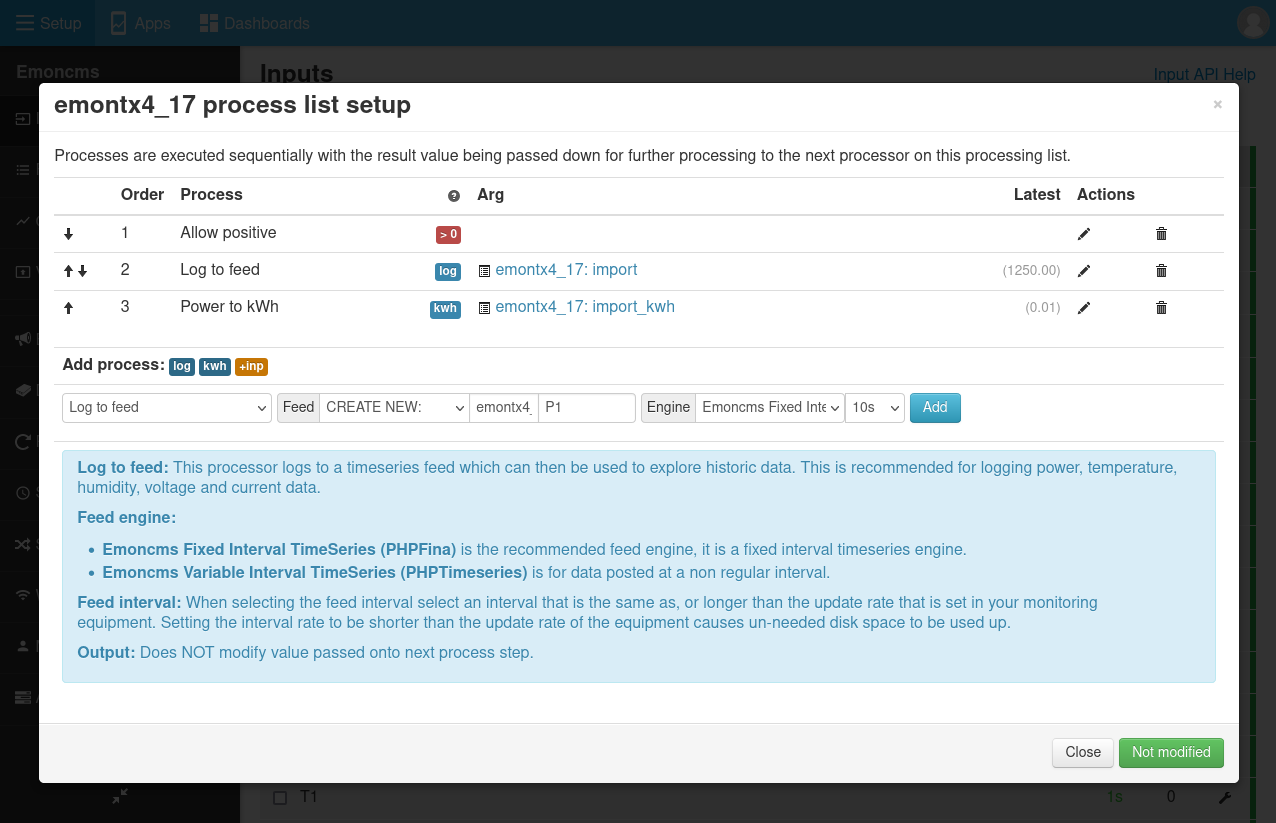 Setup Apps Dashboards
Emoncms
Inputs
Input API Help
emontx4_17 process list setup
×
Processes are executed sequentially with the result value being passed down for further processing to the next processor on this processing list.
Order Process ? Arg Latest Actions
1 Allow positive > 0
2 Log to feed log emontx4_17: import (1250.00)
3 Power to kWh kwh emontx4_17: import_kwh (0.01)
Add process: log kwh +inp
Log to feed Feed CREATE NEW: emontx4_ P1 Engine Emoncms Fixed Inte 10s Add
Log to feed: This processor logs to a timeseries feed which can then be used to explore historic data. This is recommended for logging power, temperature,
humidity, voltage and current data.
Feed engine:
• Emoncms Fixed Interval TimeSeries (PHPFina) is the recommended feed engine, it is a fixed interval timeseries engine.
• Emoncms Variable Interval TimeSeries (PHPTimeseries) is for data posted at a non regular interval.
Feed interval: When selecting the feed interval select an interval that is the same as, or longer than the update rate that is set in your monitoring
equipment. Setting the interval rate to be shorter than the update rate of the equipment causes un-needed disk space to be used up.
Output: Does NOT modify value passed onto next process step.
Close Not modified
T1 1s 0